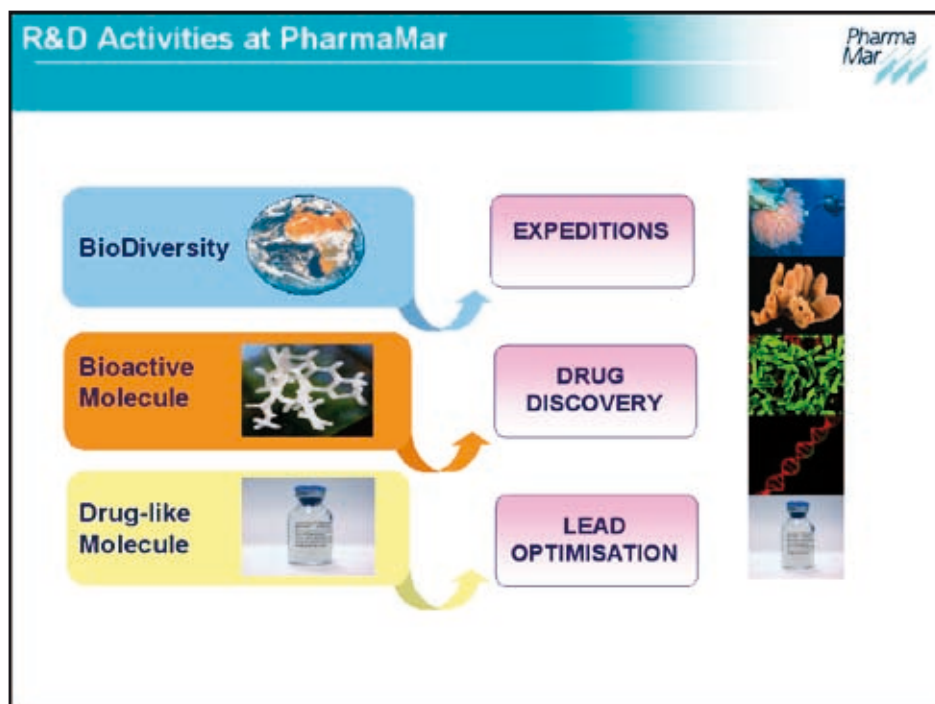 R&D Activities at PharmaMar
Pharma
Mar
BioDiversity
EXPEDITIONS
Bioactive
Molecule
DRUG
DISCOVERY
Drug-like
Molecule
LEAD
OPTIMISATION